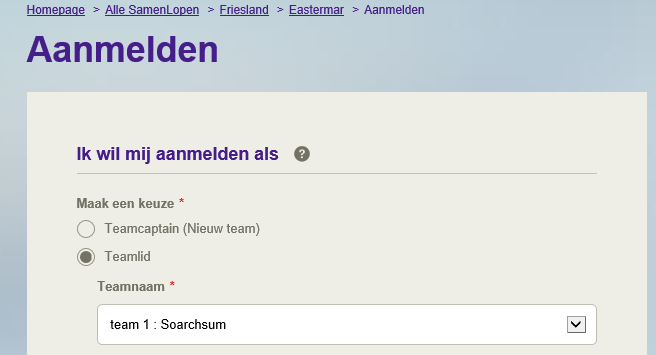 Homepage > Alle SamenLopen > Friesland > Eastermar > Aanmelden
Aanmelden
Ik wil mij aanmelden als ?
Maak een keuze *
Teamcaptain (Nieuw team)
Teamlid
Teamnaam *
team 1 : Soarchsum